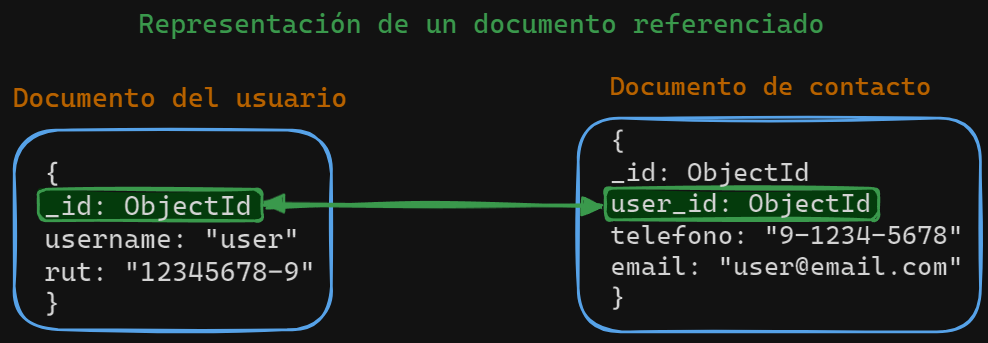 Representación de un documento referenciado
Documento del usuario
{
_id: ObjectId
username: "user"
rut: "12345678-9"
}
Documento de contacto
{
_id: ObjectId
user_id: ObjectId
telefono: "9-1234-5678"
email: "user@email.com"
}